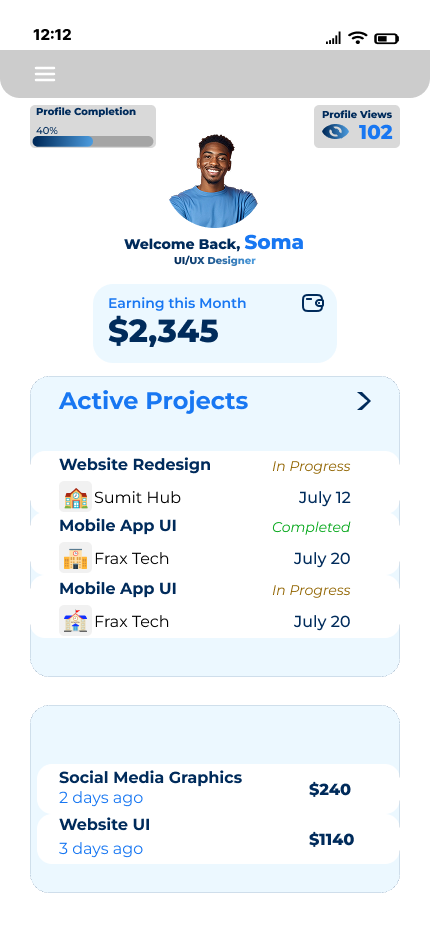 12:12
Profile Completion
40%
Profile Views
102
Welcome Back, Soma
UI/UX Designer
Earning this Month
$2,345
Active Projects
Website Redesign In Progress
Sumit Hub July 12
Mobile App UI Completed
Frax Tech July 20
Mobile App UI In Progress
Frax Tech July 20
Social Media Graphics
2 days ago
$240
Website UI
3 days ago
$1140